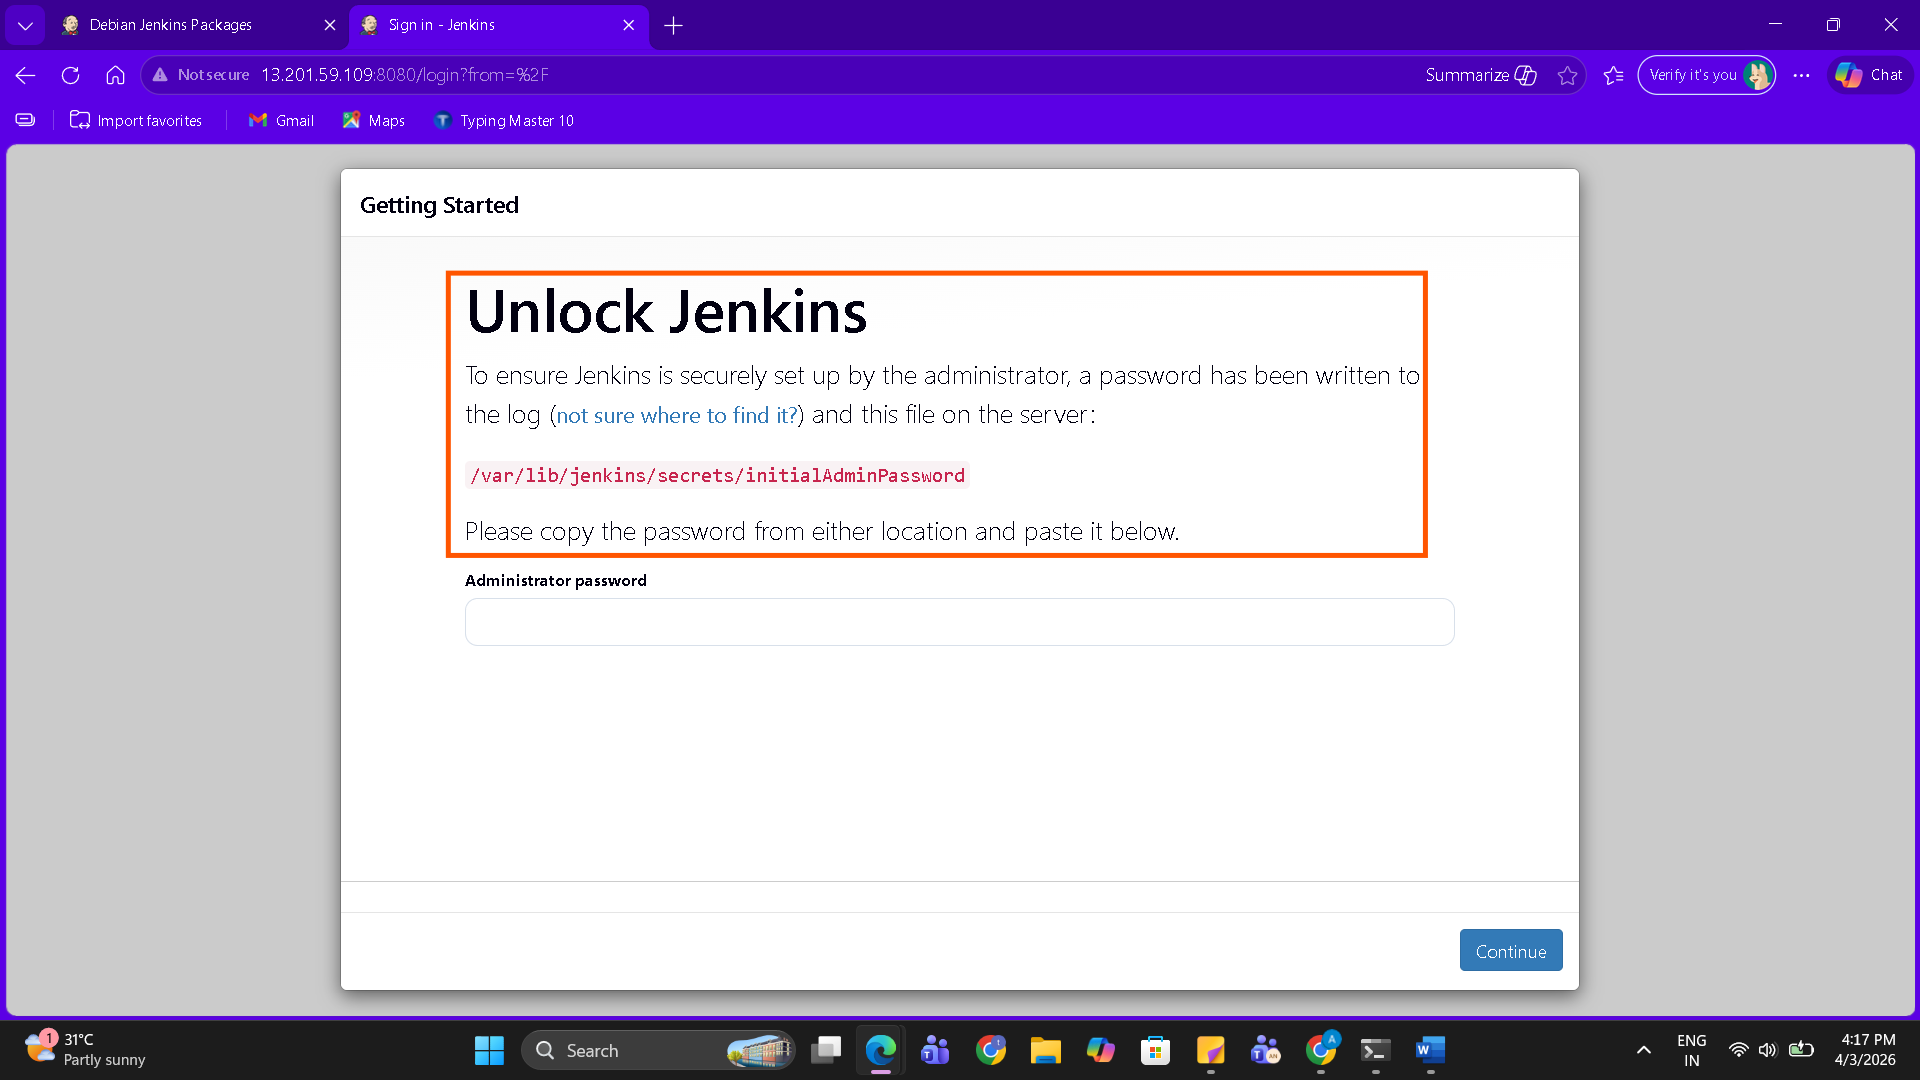 Debian Jenkins Packages
Sign in - Jenkins
Not secure
13.201.59.109:8080/login?from=%2F
Summarize
Verify it's you
Chat
Import favorites
Gmail
Maps
Typing Master 10
Getting Started
Unlock Jenkins
To ensure Jenkins is securely set up by the administrator, a password has been written to
the log (not sure where to find it?) and this file on the server:
/var/lib/jenkins/secrets/initialAdminPassword
Please copy the password from either location and paste it below.
Administrator password
Continue
1
31°C
Partly sunny
Search
ENG
IN
4:17 PM
4/3/2026